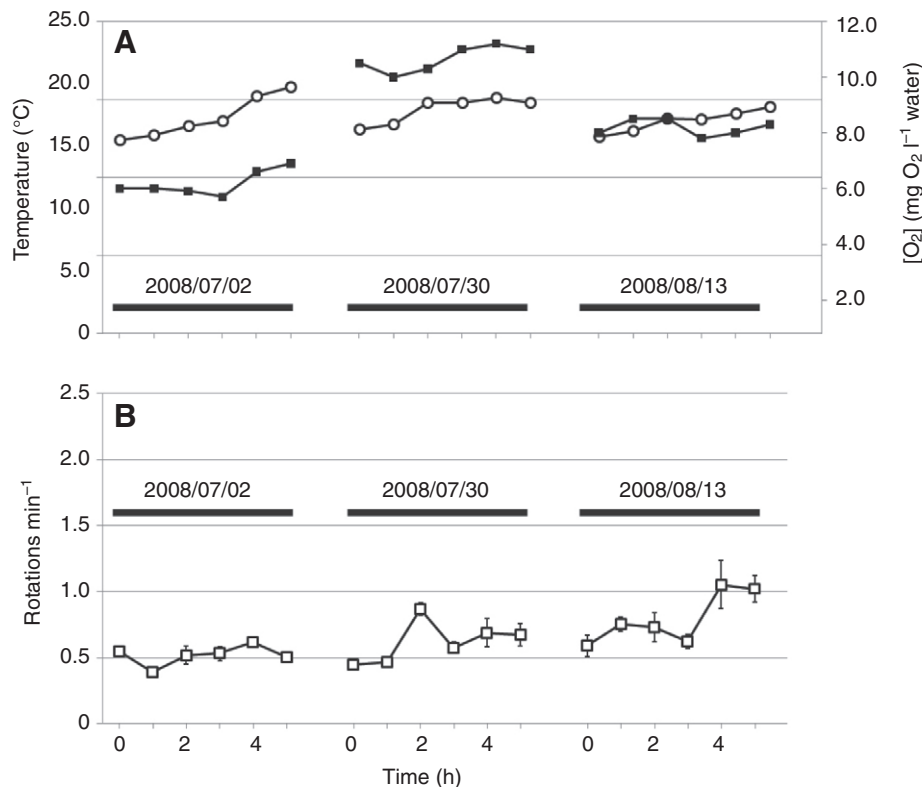 A
25.0
20.0
15.0
10.0
5.0
0
Temperature (°C)
12.0
10.0
8.0
6.0
4.0
2.0
[O₂] (mg O₂ l⁻¹ water)
2008/07/02 2008/07/30 2008/08/13
B
2.5
2.0
1.5
1.0
0.5
0
Rotations min⁻¹
2008/07/02 2008/07/30 2008/08/13
0 2 4 0 2 4 0 2 4
Time (h)